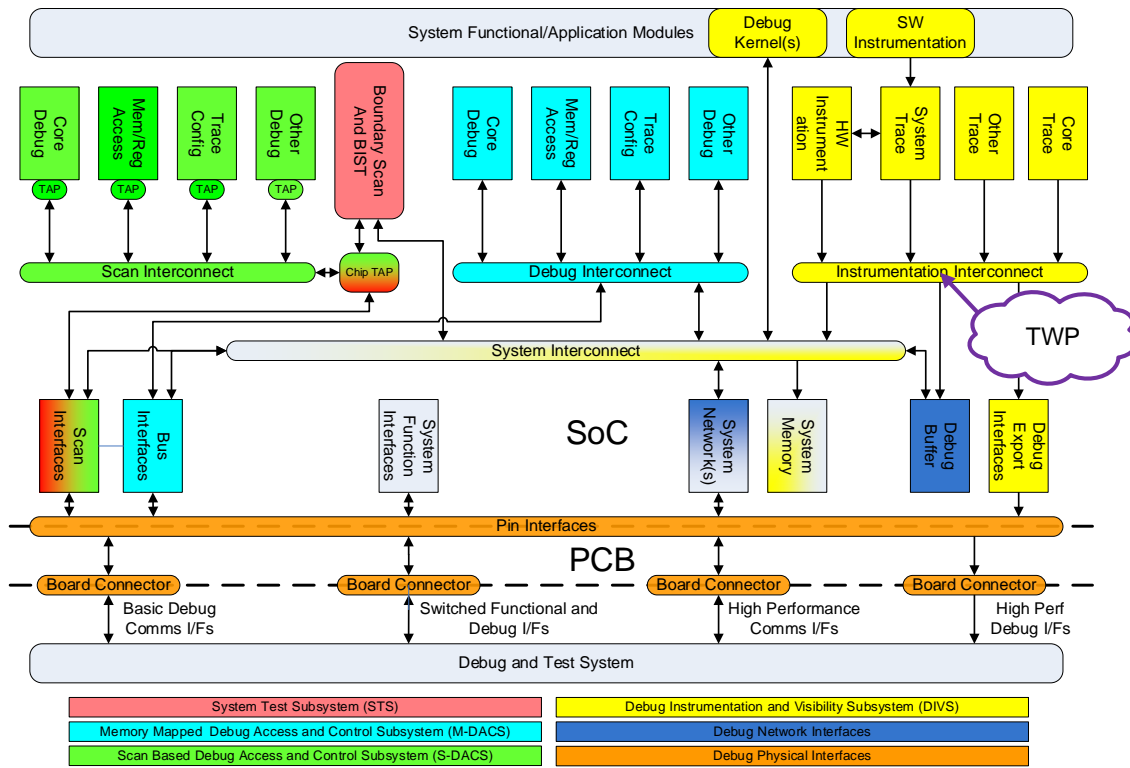 System Functional/Application Modules
Debug
Kernel(s)
SW
Instrumentation
Core
Debug
Mem/Reg
Access
Trace
Config
Other
Debug
TAP
TAP
TAP
TAP
Boundary Scan
And BIST
Core
Debug
Mem/Reg
Access
Trace
Config
Other
Debug
HW
Instrument
ation
System
Trace
Other
Trace
Core
Trace
Scan Interconnect
Chip TAP
Debug Interconnect
Instrumentation Interconnect
TWP
System Interconnect
Scan
Interfaces
Bus
Interfaces
System
Function
Interfaces
SoC
System
Network(s)
System
Memory
Debug
Buffer
Debug
Export
Interfaces
Pin Interfaces
PCB
Board Connector
Board Connector
Board Connector
Board Connector
Basic Debug
Comms I/Fs
Switched Functional and
Debug I/Fs
High Performance
Comms I/Fs
High Perf
Debug I/Fs
Debug and Test System
System Test Subsystem (STS)
Debug Instrumentation and Visibility Subsystem (DIVS)
Memory Mapped Debug Access and Control Subsystem (M-DACS)
Debug Network Interfaces
Scan Based Debug Access and Control Subsystem (S-DACS)
Debug Physical Interfaces